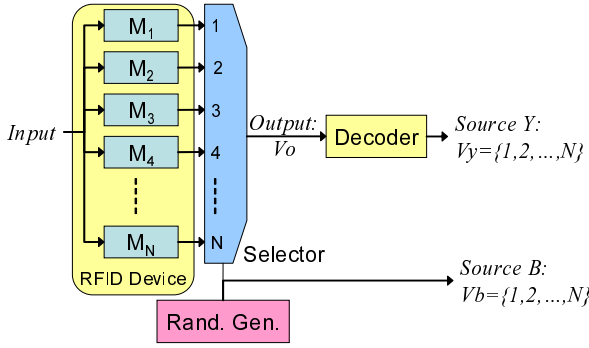 Input
M1
M2
M3
M4
MN
RFID Device
1
2
3
4
N
Selector
Rand. Gen.
Output:
Vo
Decoder
Source Y:
Vy={1,2,...,N}
Source B:
Vb={1,2,...,N}